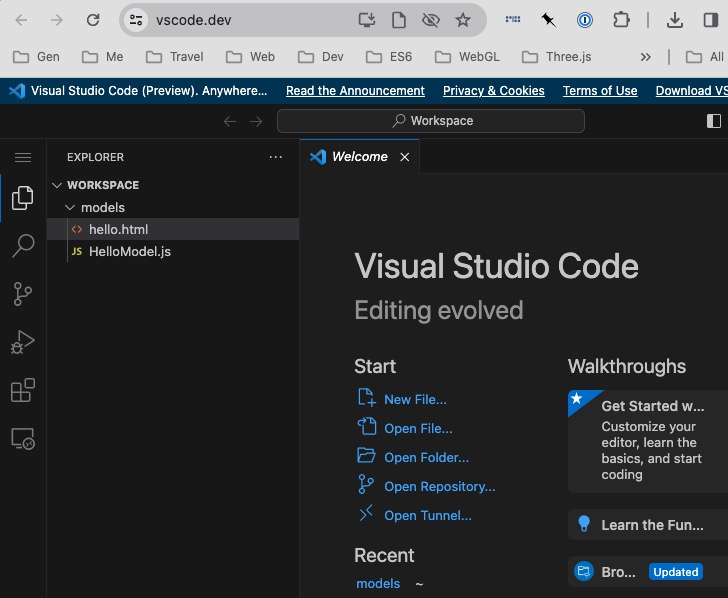 vscode.dev
Gen Me Travel Web Dev ES6 WebGL Three.js » All
Visual Studio Code (Preview). Anywhere... Read the Announcement Privacy & Cookies Terms of Use Download VS
Workspace
EXPLORER ...
Welcome
WORKSPACE
models
<> hello.html
JS HelloModel.js
Visual Studio Code
Editing evolved
Start
New File...
Open File...
Open Folder...
Open Repository...
Open Tunnel...
Recent
models ~
Walkthroughs
Get Started w...
Customize your
editor, learn the
basics, and start
coding
Learn the Fun...
Bro... Updated